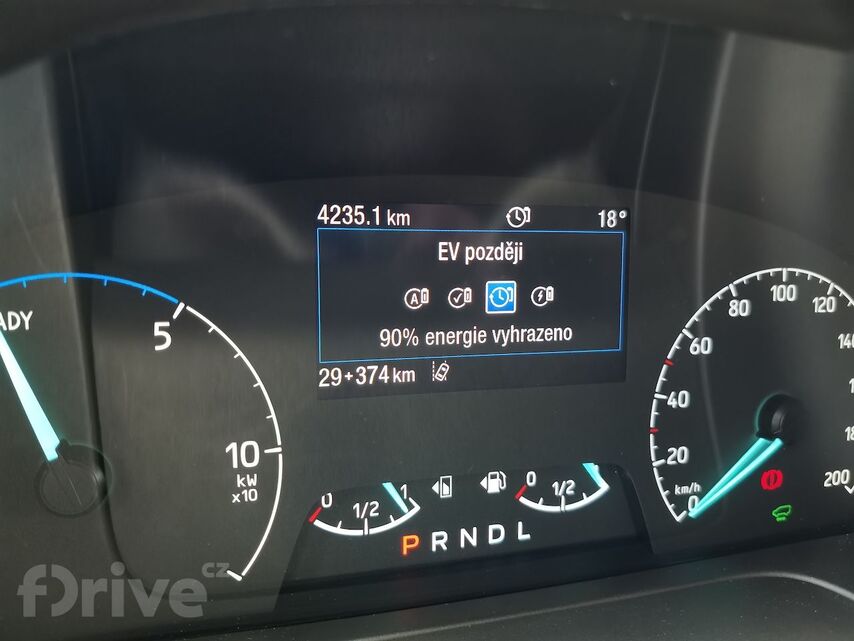 4235.1 km 18°
EV později
A
90% energie vyhrazeno
29+374 km
ADY
5
10
kW
x10
0 1/2 1
0 1/2
P R N D L
0 20 40 60 80 100 120
200
km/h
fDrive.cz